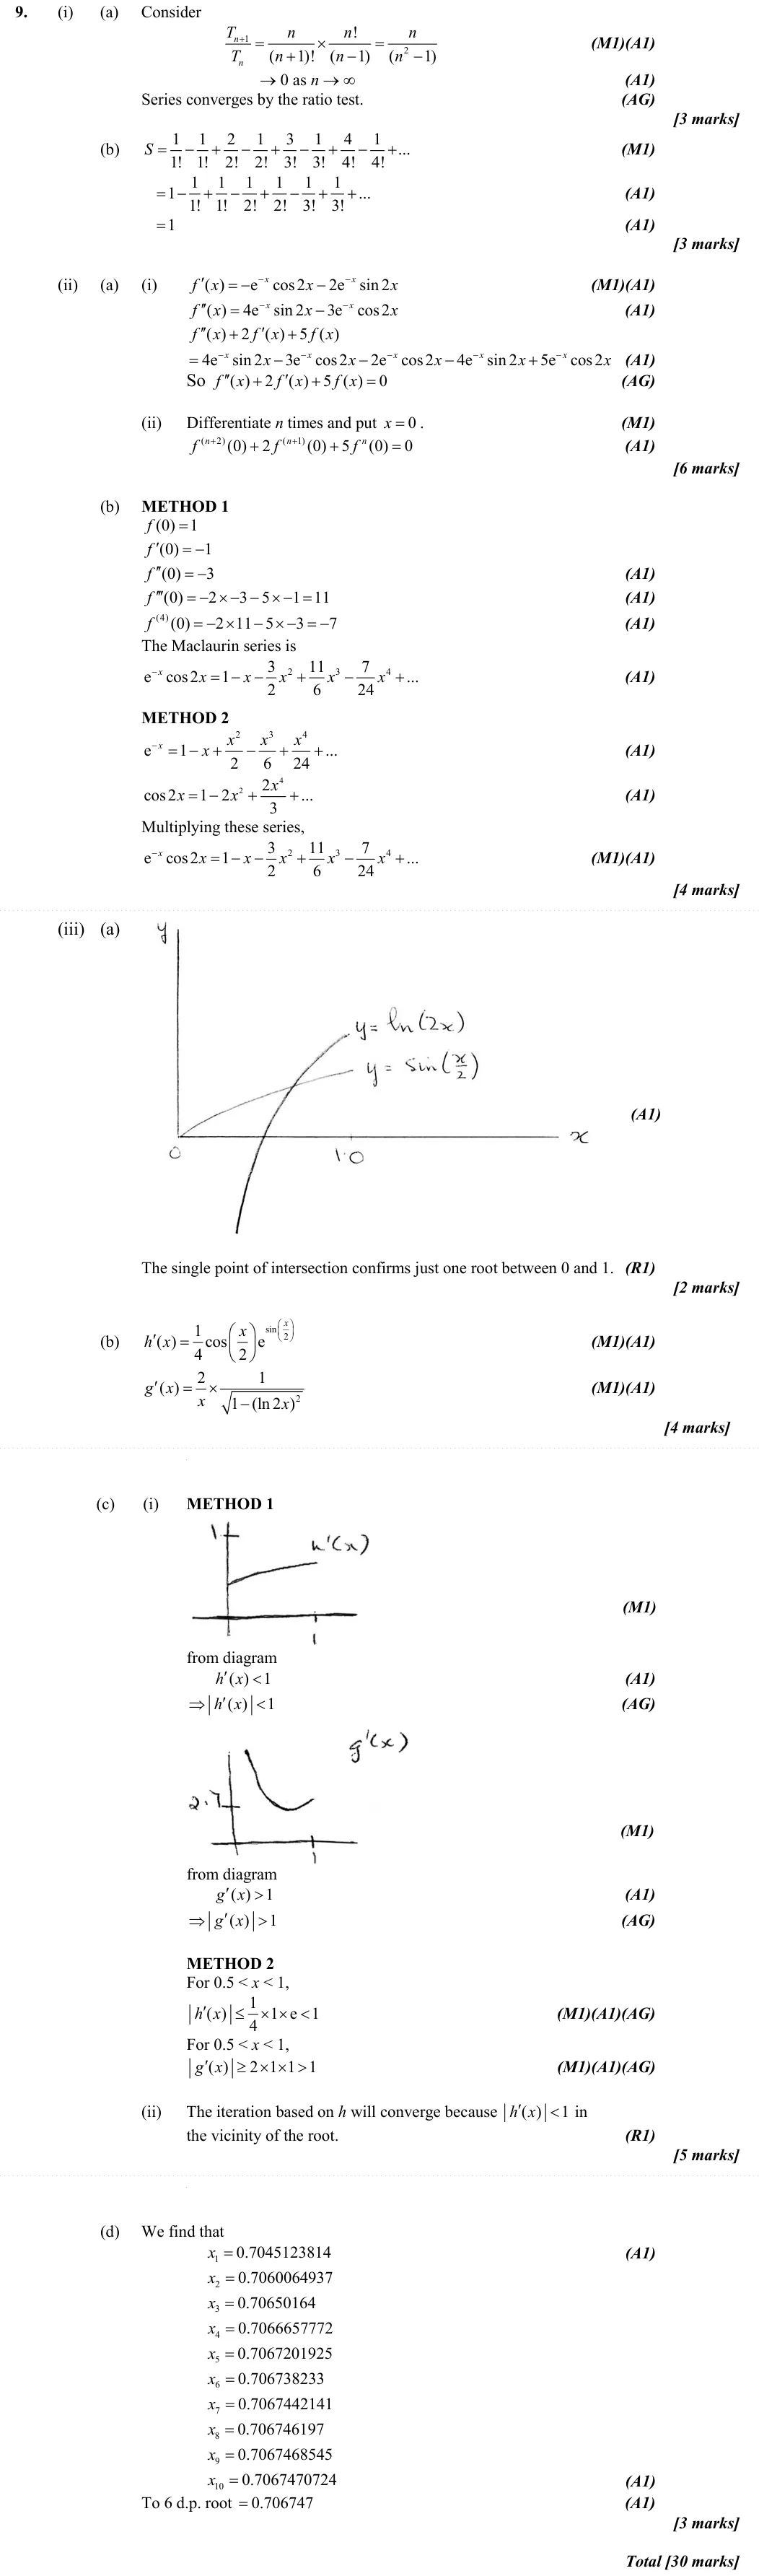 9. (i) (a) Consider
T_{n+1}/T_n = n/(n+1)! × n!/(n−1) = n/(n²−1) (M1)(A1)
→ 0 as n → ∞ (A1)
Series converges by the ratio test. (AG)
[3 marks]
(b) S = 1/1! − 1/1! + 2/2! − 1/2! + 3/3! − 1/3! + 4/4! − 1/4! + ... (M1)
= 1 − 1/1! + 1/1! − 1/2! + 1/2! − 1/3! + 1/3! + ... (A1)
= 1 (A1)
[3 marks]
(ii) (a) (i) f′(x) = −e^{−x} cos 2x − 2e^{−x} sin 2x (M1)(A1)
f″(x) = 4e^{−x} sin 2x − 3e^{−x} cos 2x (A1)
f″(x) + 2f′(x) + 5f(x)
= 4e^{−x} sin 2x − 3e^{−x} cos 2x − 2e^{−x} cos 2x − 4e^{−x} sin 2x + 5e^{−x} cos 2x (A1)
So f″(x) + 2f′(x) + 5f(x) = 0 (AG)
(ii) Differentiate n times and put x = 0. (M1)
f^{(n+2)}(0) + 2f^{(n+1)}(0) + 5f^{n}(0) = 0 (A1)
[6 marks]
(b) METHOD 1
f(0) = 1
f′(0) = −1
f″(0) = −3 (A1)
f‴(0) = −2 × −3 − 5 × −1 = 11 (A1)
f^{(4)}(0) = −2 × 11 − 5 × −3 = −7 (A1)
The Maclaurin series is
e^{−x} cos 2x = 1 − x − 3/2 x² + 11/6 x³ − 7/24 x⁴ + ... (A1)
METHOD 2
e^{−x} = 1 − x + x²/2 − x³/6 + x⁴/24 + ... (A1)
cos 2x = 1 − 2x² + 2x⁴/3 + ... (A1)
Multiplying these series,
e^{−x} cos 2x = 1 − x − 3/2 x² + 11/6 x³ − 7/24 x⁴ + ... (M1)(A1)
[4 marks]
(iii) (a) y
y = ln(2x)
y = sin(x/2)
(A1)
x
0 1.0
The single point of intersection confirms just one root between 0 and 1. (R1)
[2 marks]
(b) h′(x) = 1/4 cos(x/2) e^{sin(x/2)} (M1)(A1)
g′(x) = 2/x × 1/√(1−(ln 2x)²) (M1)(A1)
[4 marks]
(c) (i) METHOD 1
1 h′(x)
(M1)
1
from diagram
h′(x) < 1 (A1)
⇒ |h′(x)| < 1 (AG)
g′(x)
2.7
(M1)
1
from diagram
g′(x) > 1 (A1)
⇒ |g′(x)| > 1 (AG)
METHOD 2
For 0.5 < x < 1,
|h′(x)| ≤ 1/4 × 1 × e < 1 (M1)(A1)(AG)
For 0.5 < x < 1,
|g′(x)| ≥ 2 × 1 × 1 > 1 (M1)(A1)(AG)
(ii) The iteration based on h will converge because |h′(x)| < 1 in
the vicinity of the root. (R1)
[5 marks]
(d) We find that
x₁ = 0.7045123814 (A1)
x₂ = 0.7060064937
x₃ = 0.70650164
x₄ = 0.7066657772
x₅ = 0.7067201925
x₆ = 0.706738233
x₇ = 0.7067442141
x₈ = 0.706746197
x₉ = 0.7067468545
x₁₀ = 0.7067470724 (A1)
To 6 d.p. root = 0.706747 (A1)
[3 marks]
Total [30 marks]